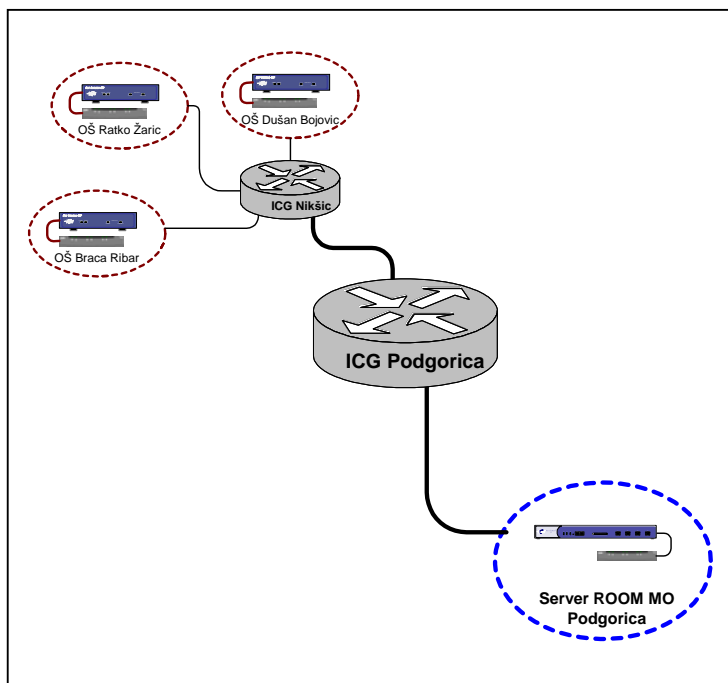 OŠ Dušan Bojovic
OŠ Ratko Žaric
ICG Nikšic
OŠ Braca Ribar
ICG Podgorica
Server ROOM MO
Podgorica